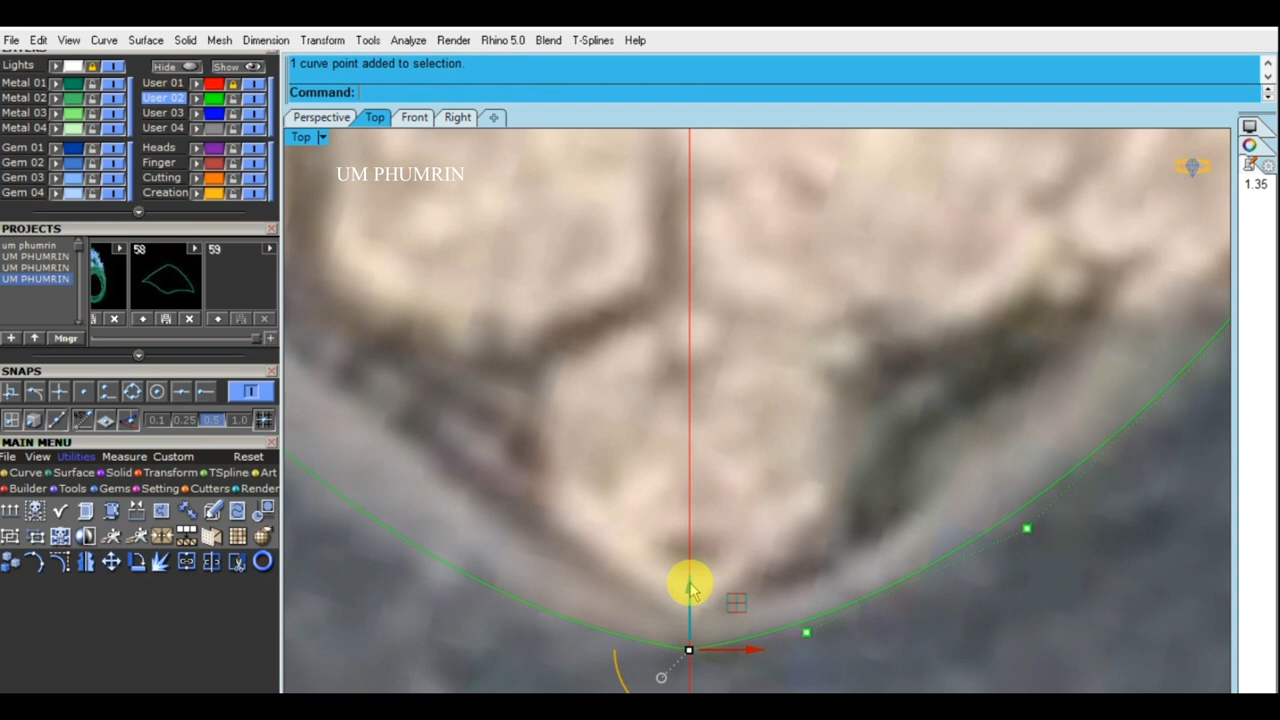 File Edit View Curve Surface Solid Mesh Dimension Transform Tools Analyze Render Rhino 5.0 Blend T-Splines Help
Lights Hide Show
Metal 01 User 01
Metal 02 User 02
Metal 03 User 03
Metal 04 User 04
Gem 01 Heads
Gem 02 Finger
Gem 03 Cutting
Gem 04 Creation
1 curve point added to selection.
Command:
Perspective Top Front Right
Top
UM PHUMRIN
1.35
PROJECTS
um phumrin
UM PHUMRIN
UM PHUMRIN
UM PHUMRIN
58 59
Mngr
SNAPS
0.1 0.25 0.5 1.0
MAIN MENU
File View Utilities Measure Custom Reset
Curve Surface Solid Transform TSpline Art
Builder Tools Gems Setting Cutters Render